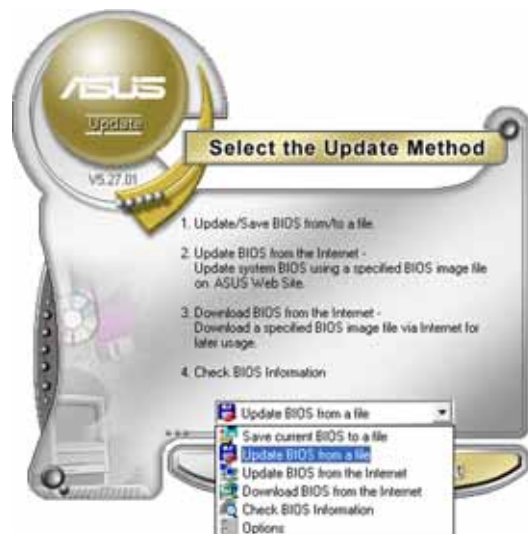 ASUS
Update
V5.27.01
Select the Update Method
1. Update/Save BIOS from/to a file.
2. Update BIOS from the Internet -
Update system BIOS using a specified BIOS image file
on ASUS Web Site.
3. Download BIOS from the Internet -
Download a specified BIOS image file via Internet for
later usage.
4. Check BIOS Information
Update BIOS from a file
Save current BIOS to a file
Update BIOS from a file
Update BIOS from the Internet
Download BIOS from the Internet
Check BIOS Information
Options